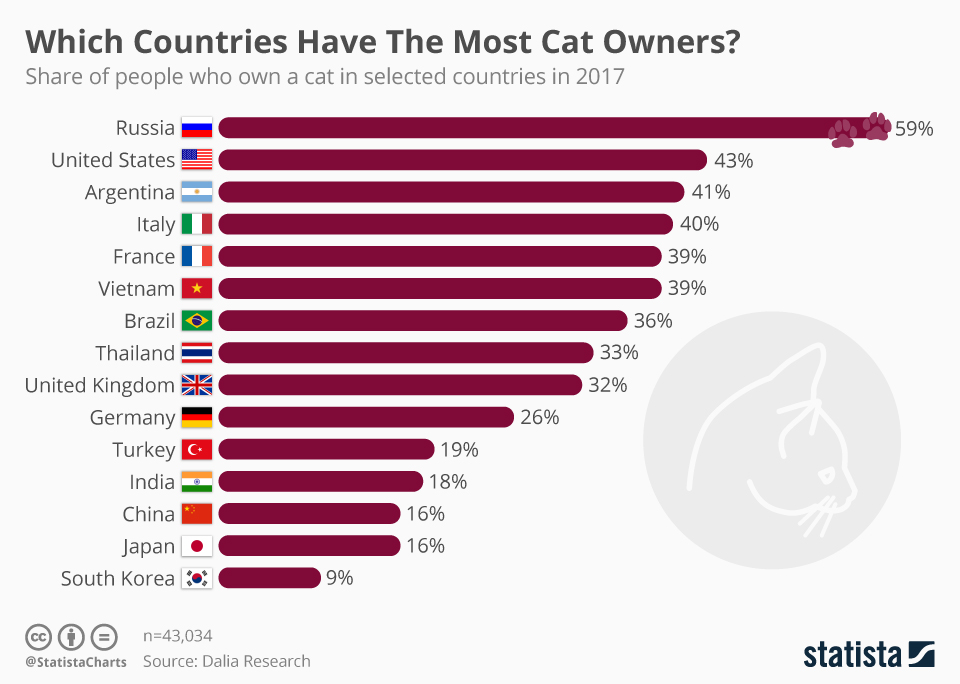 Which Countries Have The Most Cat Owners?
Share of people who own a cat in selected countries in 2017
Russia 59%
United States 43%
Argentina 41%
Italy 40%
France 39%
Vietnam 39%
Brazil 36%
Thailand 33%
United Kingdom 32%
Germany 26%
Turkey 19%
India 18%
China 16%
Japan 16%
South Korea 9%
cc
@StatistaCharts
n=43,034
Source: Dalia Research
statista